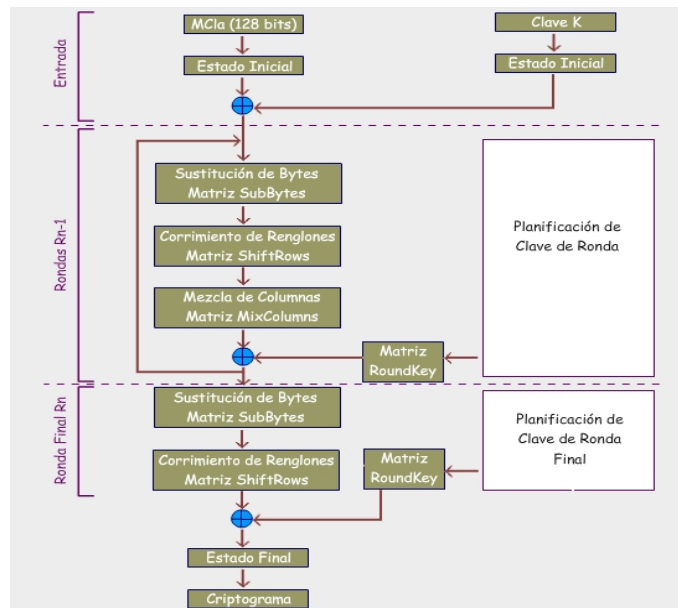 MCla (128 bits)
Clave K
Estado Inicial
Estado Inicial
Entrada
Sustitución de Bytes
Matriz SubBytes
Corrimiento de Renglones
Matriz ShiftRows
Mezcla de Columnas
Matriz MixColumns
Matriz
RoundKey
Planificación de
Clave de Ronda
Rondas Rn-1
Sustitución de Bytes
Matriz SubBytes
Corrimiento de Renglones
Matriz ShiftRows
Matriz
RoundKey
Planificación de
Clave de Ronda
Final
Ronda Final Rn
Estado Final
Criptograma